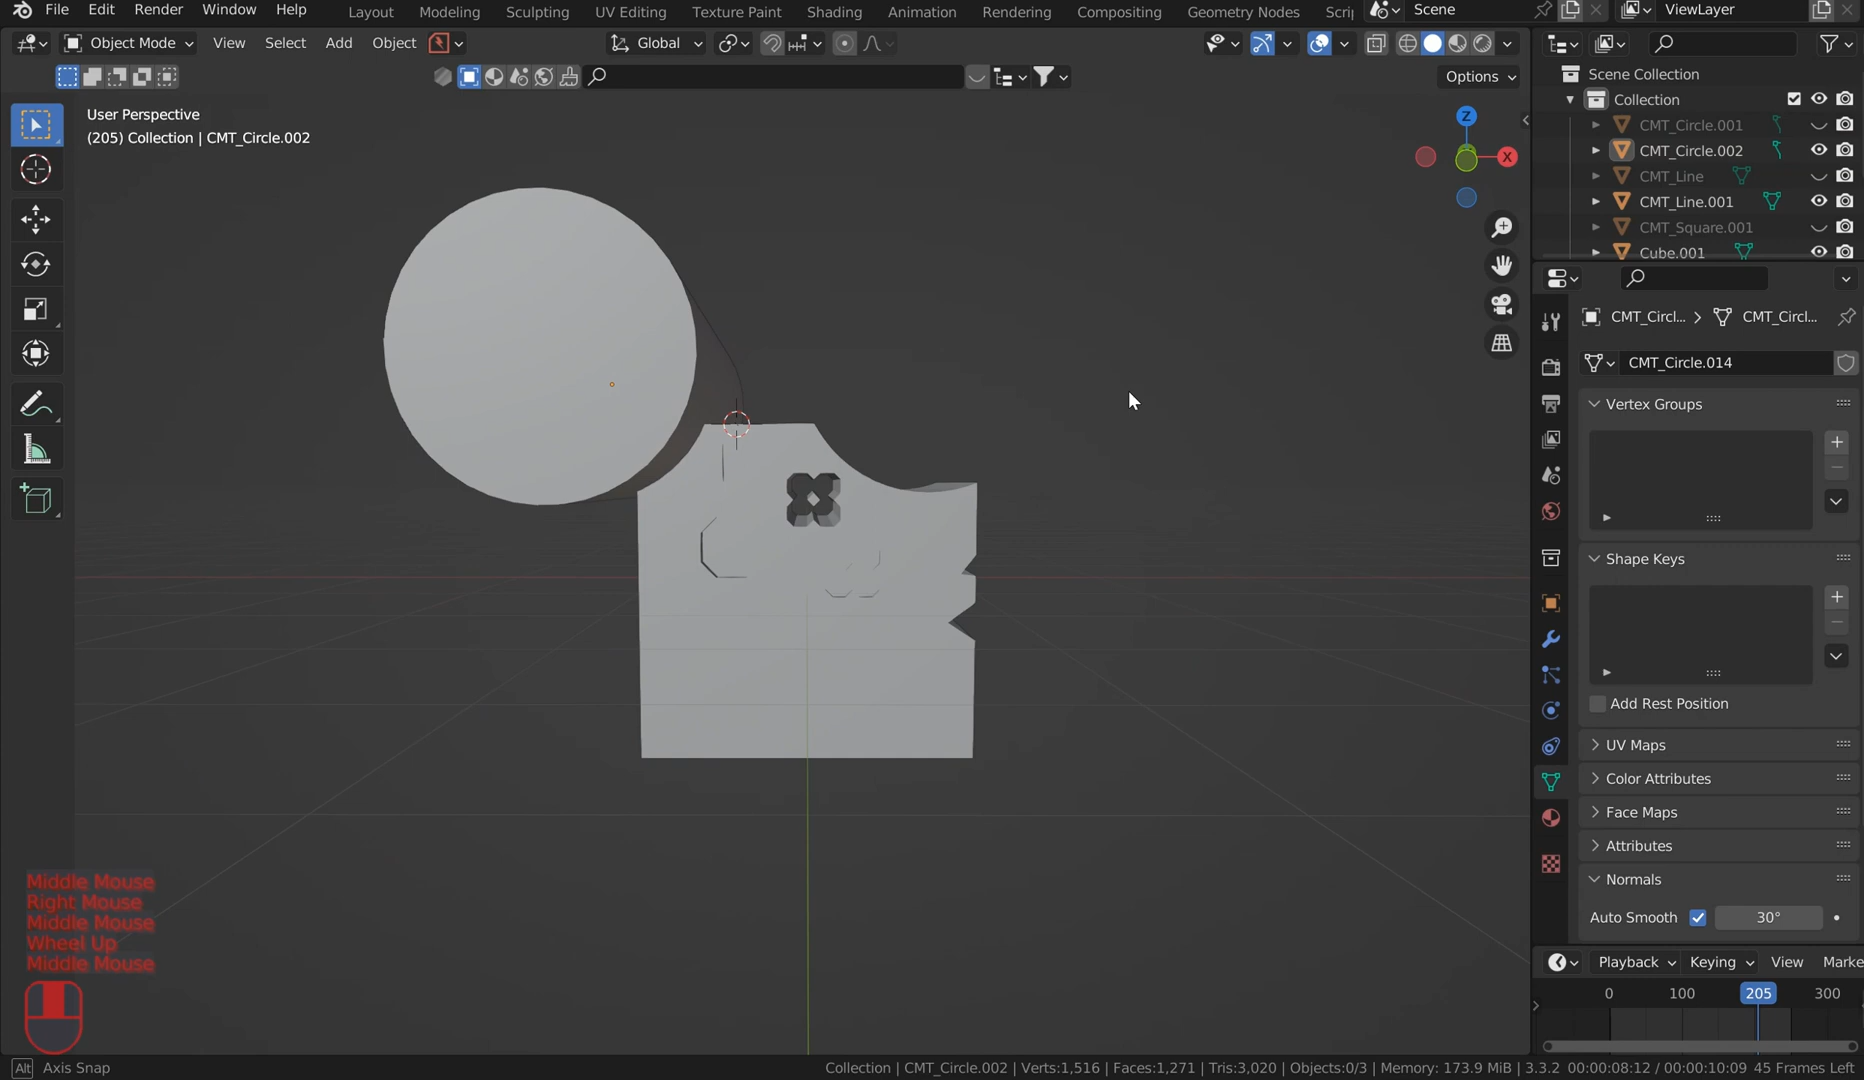 File Edit Render Window Help Layout Modeling Sculpting UV Editing Texture Paint Shading Animation Rendering Compositing Geometry Nodes Scene ViewLayer
Object Mode View Select Add Object Global
Options
User Perspective
(205) Collection | CMT_Circle.002
Z
X
Scene Collection
Collection
CMT_Circle.001
CMT_Circle.002
CMT_Line
CMT_Line.001
CMT_Square.001
Cube.001
CMT_Circl... > CMT_Circl...
CMT_Circle.014
Vertex Groups
Shape Keys
Add Rest Position
UV Maps
Color Attributes
Face Maps
Attributes
Normals
Auto Smooth 30°
Playback Keying View Marke
0 100 205 300
Middle Mouse
Right Mouse
Middle Mouse
Wheel Up
Middle Mouse
Alt Axis Snap
Collection | CMT_Circle.002 | Verts:1,516 | Faces:1,271 | Tris:3,020 | Objects:0/3 | Memory: 173.9 MiB | 3.3.2 00:00:08:12 / 00:00:10:09 45 Frames Left